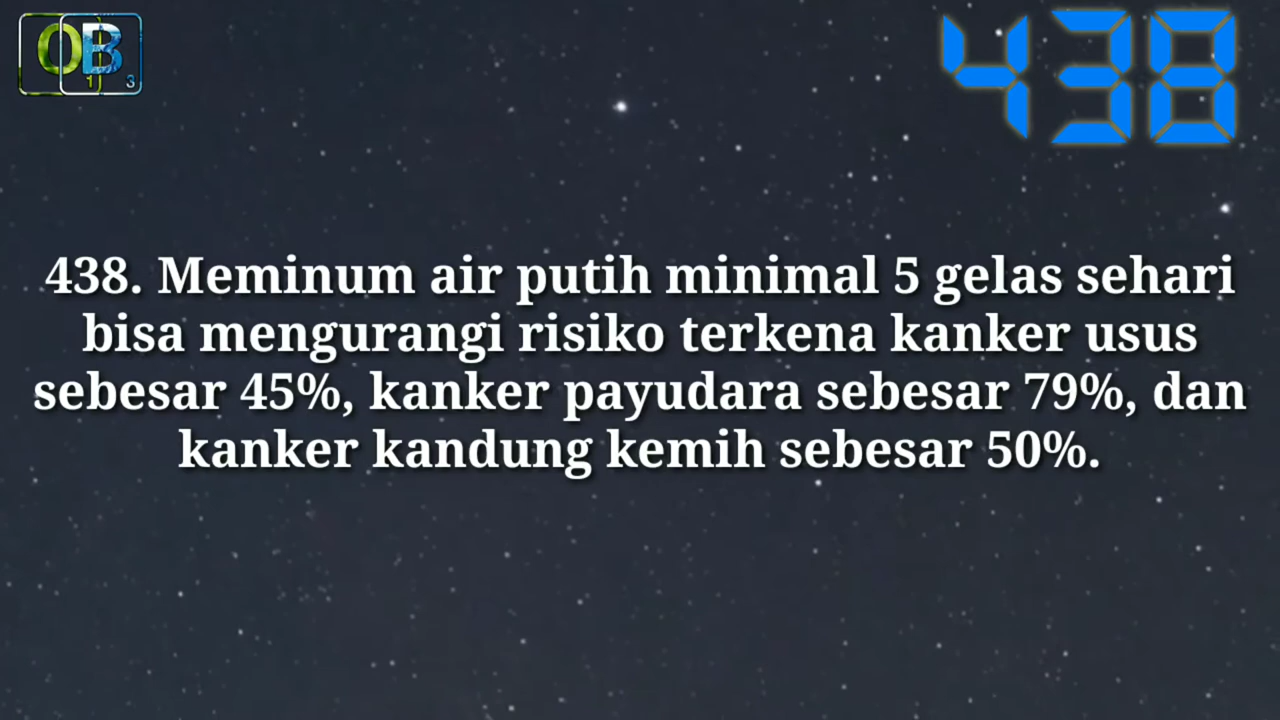 OB
13
438
438. Meminum air putih minimal 5 gelas sehari
bisa mengurangi risiko terkena kanker usus
sebesar 45%, kanker payudara sebesar 79%, dan
kanker kandung kemih sebesar 50%.